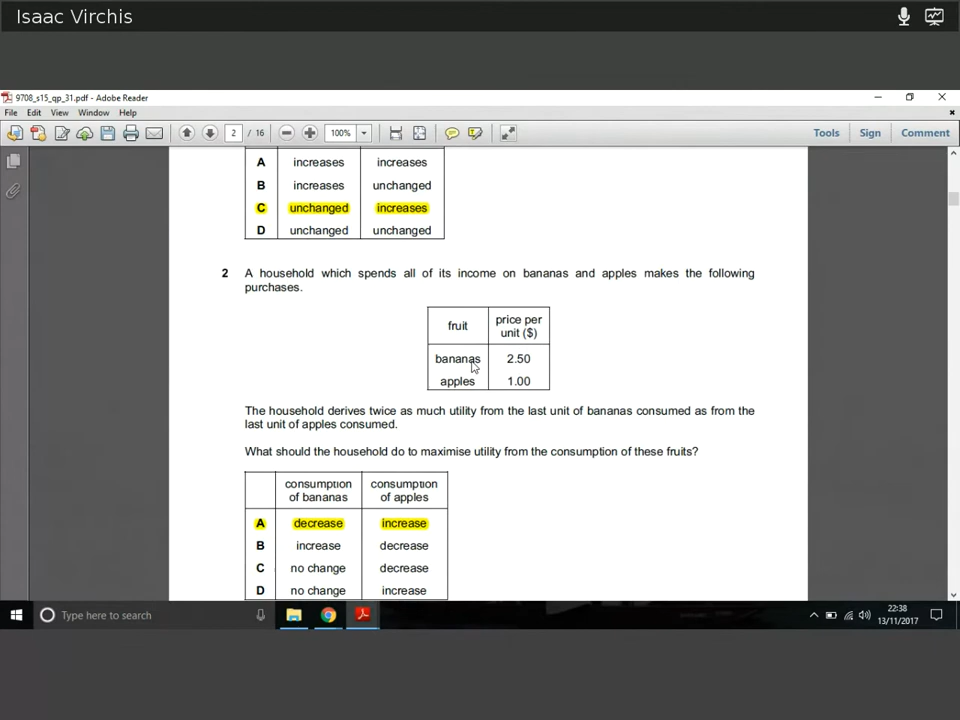 Isaac Virchis
9708_s15_qp_31.pdf - Adobe Reader
File Edit View Window Help
2 / 16 100% Tools Sign Comment
A increases increases
B increases unchanged
C unchanged increases
D unchanged unchanged
2 A household which spends all of its income on bananas and apples makes the following
purchases.
fruit price per
unit ($)
bananas 2.50
apples 1.00
The household derives twice as much utility from the last unit of bananas consumed as from the
last unit of apples consumed.
What should the household do to maximise utility from the consumption of these fruits?
consumption consumption
of bananas of apples
A decrease increase
B increase decrease
C no change decrease
D no change increase
Type here to search
22:38
13/11/2017